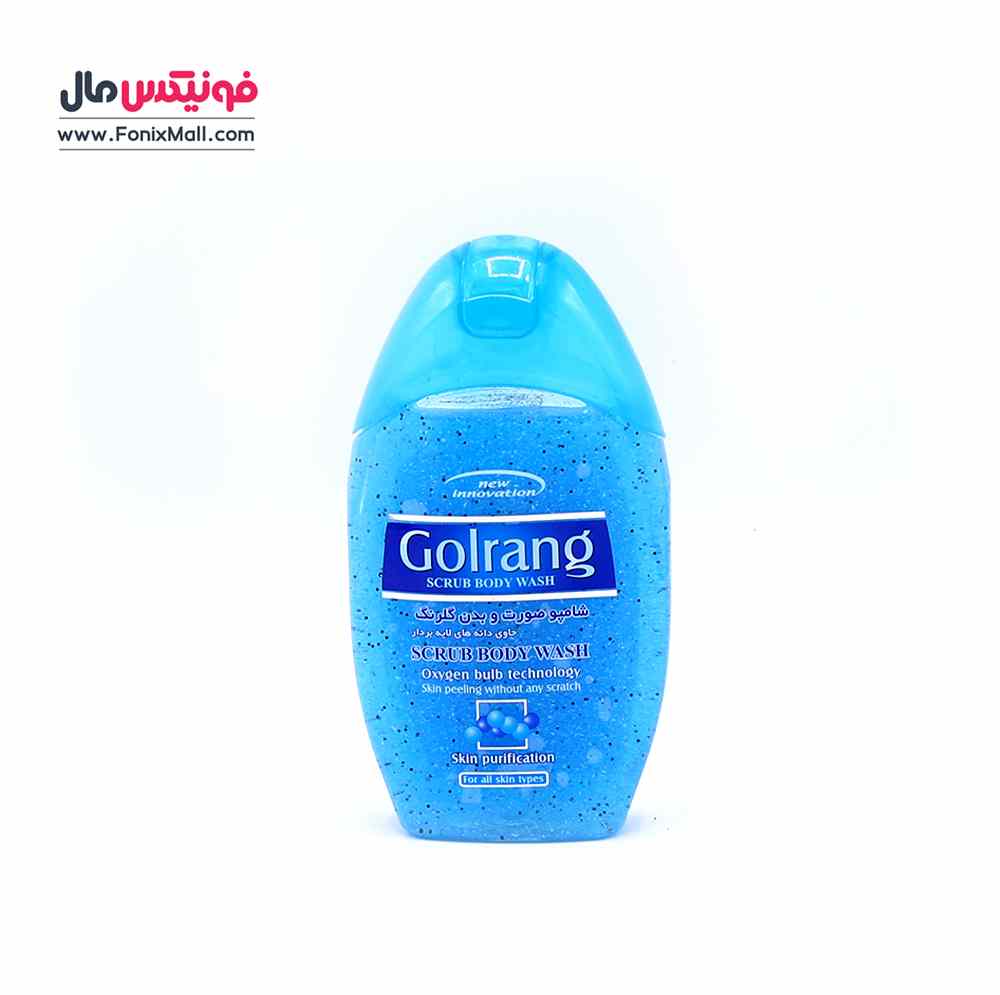 فونیکس مال
www.FonixMall.com
new
innovation
Golrang
SCRUB BODY WASH
شامپو صورت و بدن گلرنگ
حاوی دانه های لایه بردار
SCRUB BODY WASH
Oxygen bulb technology
Skin peeling without any scratch
Skin purification
For all skin types